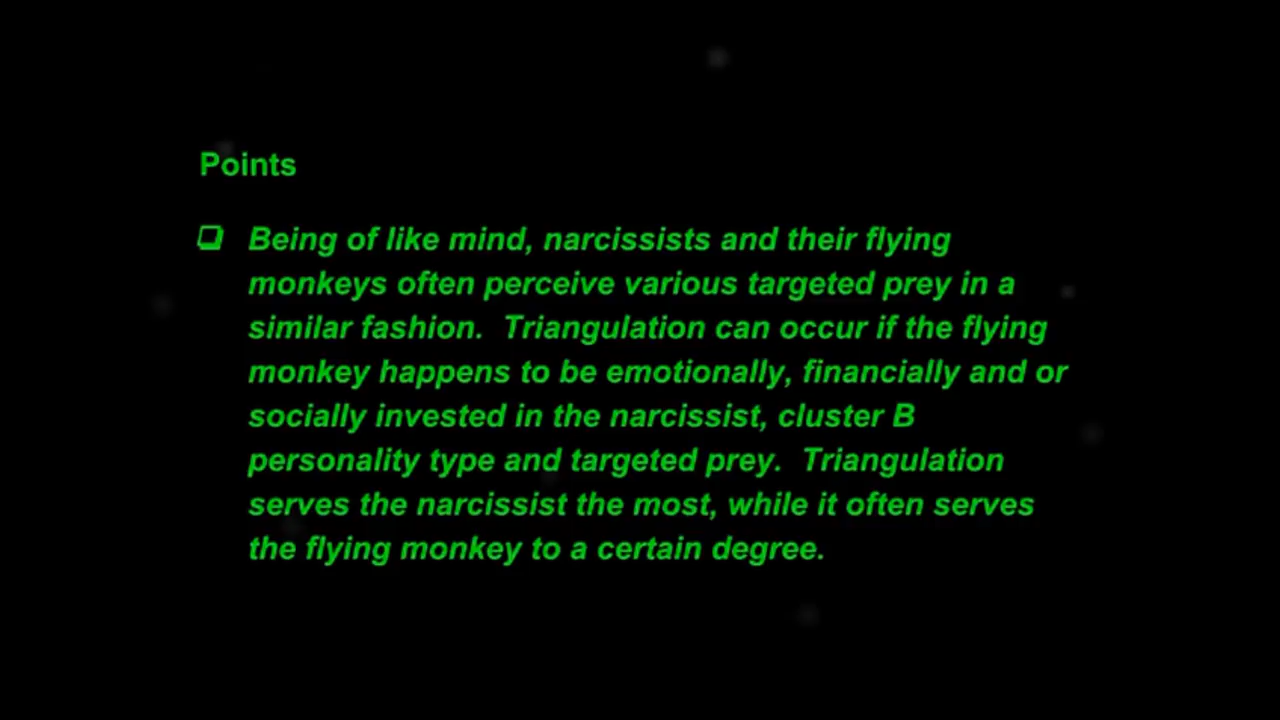 Points
❏ Being of like mind, narcissists and their flying
monkeys often perceive various targeted prey in a
similar fashion.  Triangulation can occur if the flying
monkey happens to be emotionally, financially and or
socially invested in the narcissist, cluster B
personality type and targeted prey.  Triangulation
serves the narcissist the most, while it often serves
the flying monkey to a certain degree.